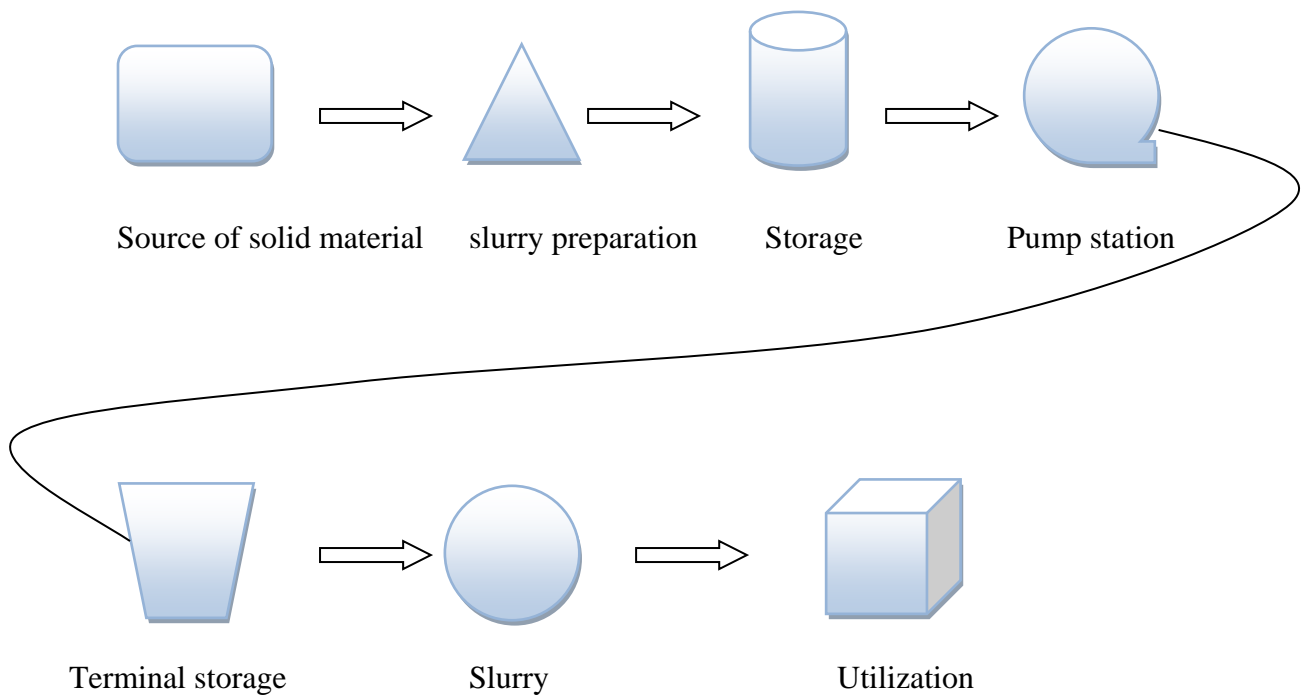 Source of solid material slurry preparation Storage Pump station
Terminal storage Slurry Utilization